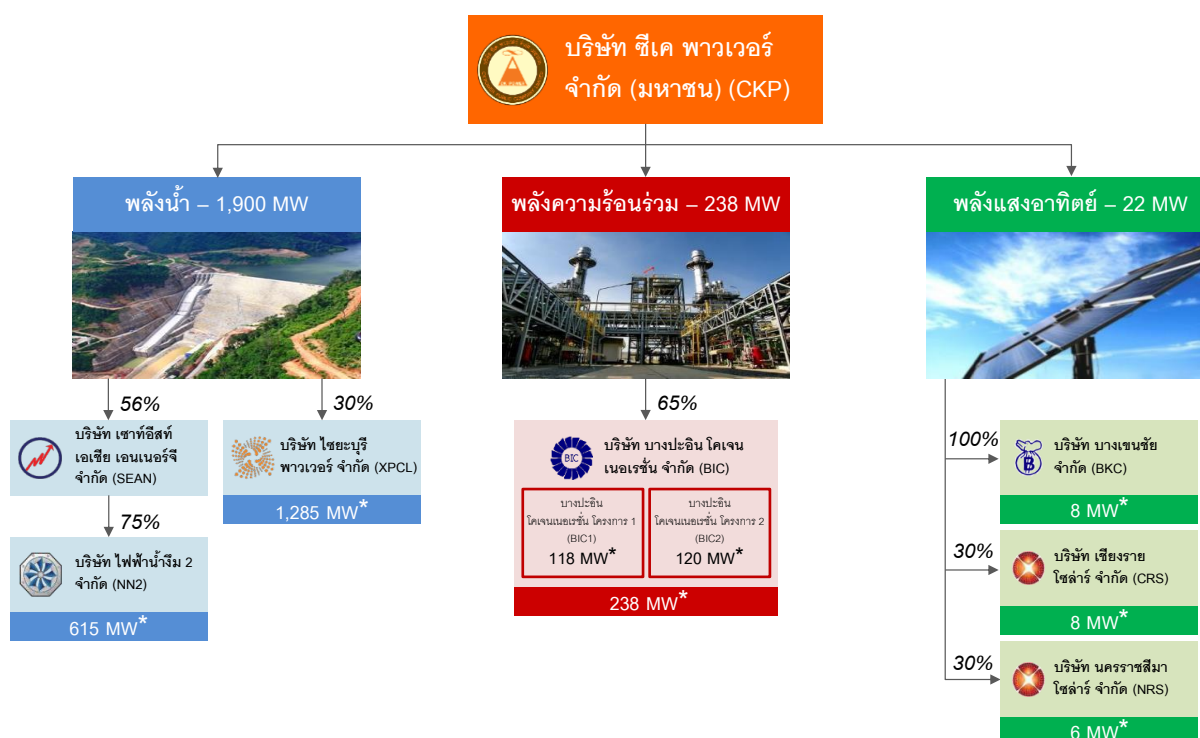 บริษัท ซีเค พาวเวอร์
จำกัด (มหาชน) (CKP)
พลังน้ำ – 1,900 MW
พลังความร้อนร่วม – 238 MW
พลังแสงอาทิตย์ – 22 MW
56%
30%
65%
บริษัท เซาท์อีสท์
เอเชีย เอนเนอร์จี
จำกัด (SEAN)
บริษัท ไซยะบุรี
พาวเวอร์ จำกัด (XPCL)
1,285 MW*
75%
บริษัท ไฟฟ้าน้ำงึม 2
จำกัด (NN2)
615 MW*
BIC
บริษัท บางปะอิน โคเจน
เนอเรชั่น จำกัด (BIC)
บางปะอิน
โคเจนเนอเรชั่น โครงการ 1
(BIC1)
118 MW*
บางปะอิน
โคเจนเนอเรชั่น โครงการ 2
(BIC2)
120 MW*
238 MW*
100%
บริษัท บางเขนชัย
จำกัด (BKC)
8 MW*
30%
บริษัท เชียงราย
โซล่าร์ จำกัด (CRS)
8 MW*
30%
บริษัท นครราชสีมา
โซล่าร์ จำกัด (NRS)
6 MW*